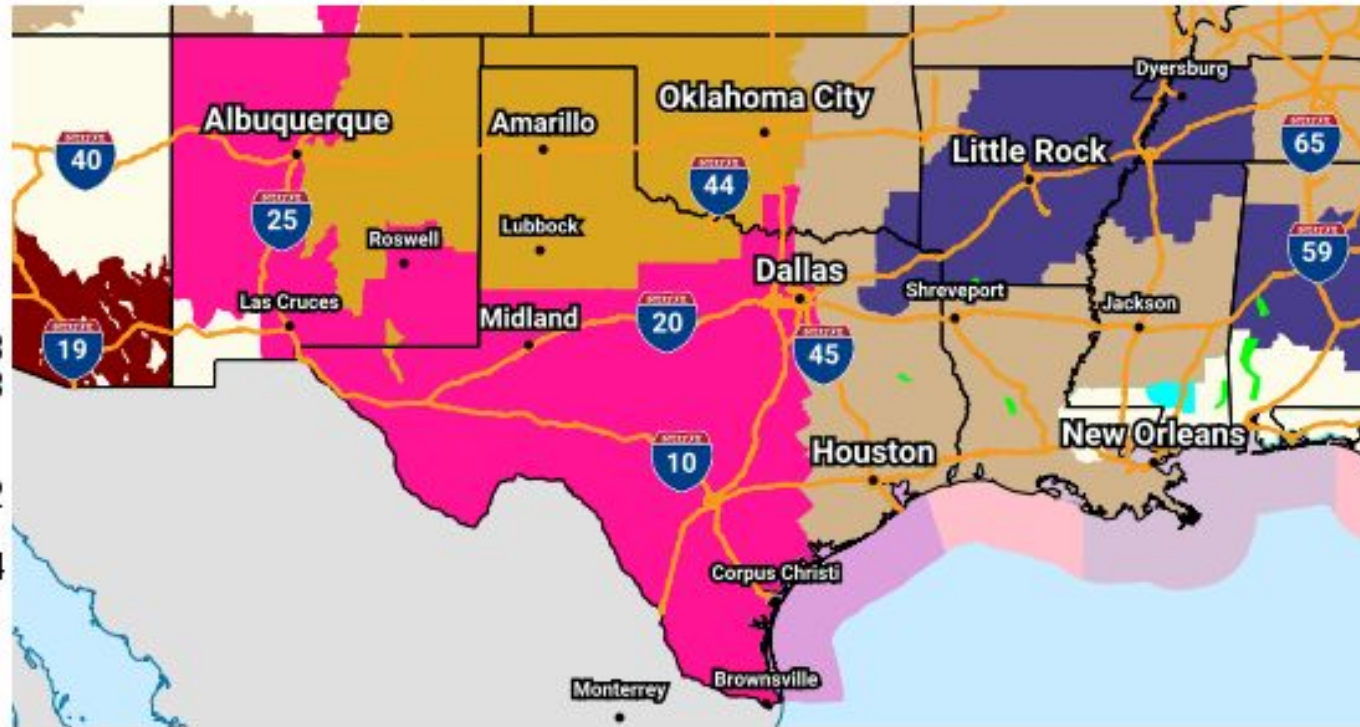 Dyersburg
Oklahoma City
Albuquerque
Amarillo
40
65
Little Rock
44
25
Lubbock
Roswell
59
Dallas
Shreveport
Las Cruces
Jackson
Midland
20
19
45
New Orleans
Houston
10
Corpus Christi
Brownsville
Monterrey